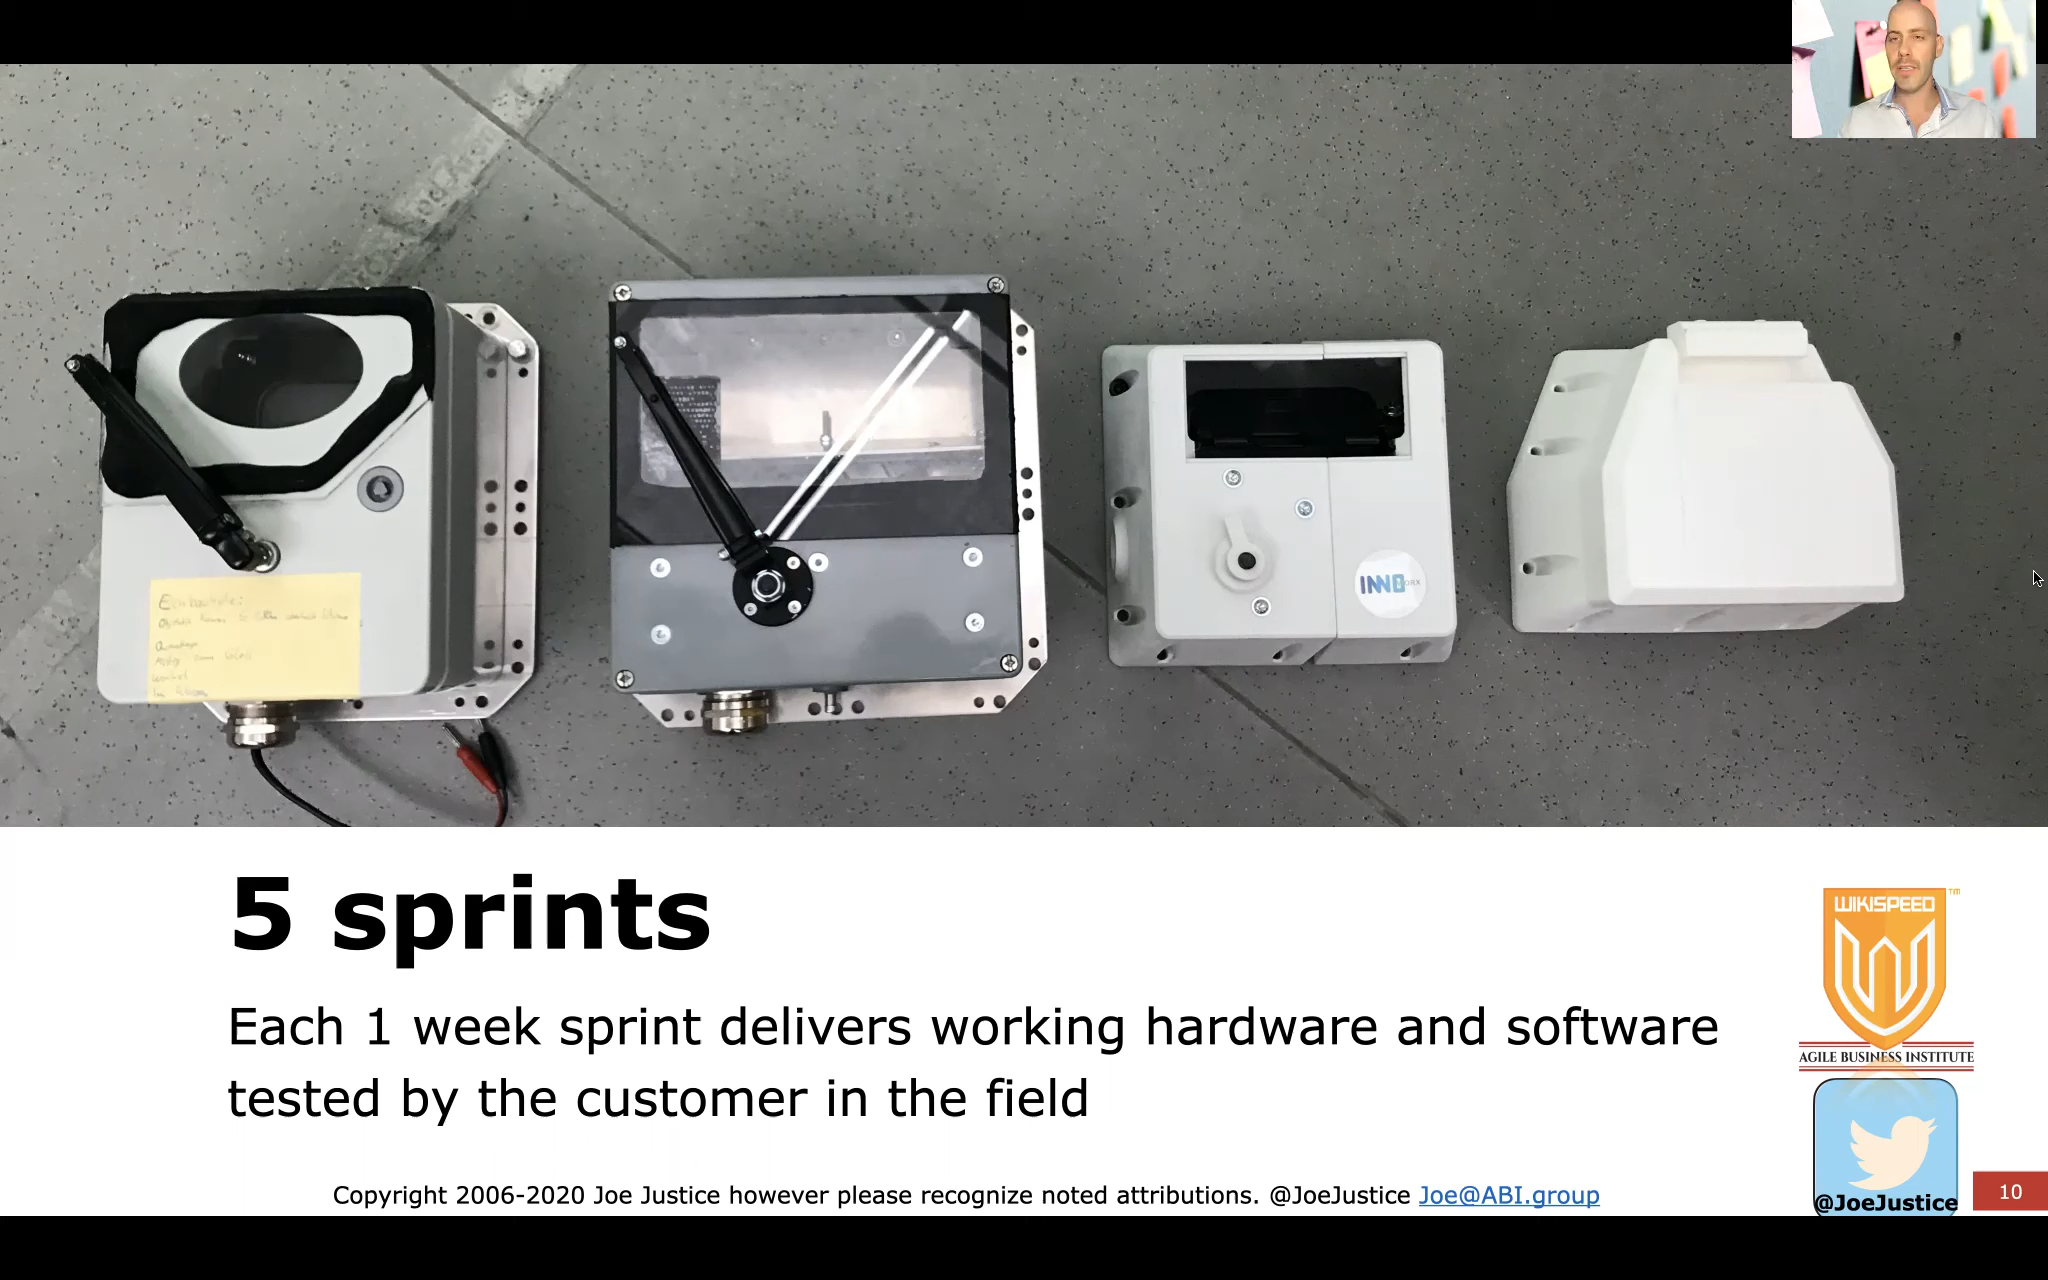 INNO
5 sprints
Each 1 week sprint delivers working hardware and software
tested by the customer in the field
WIKISPEED
TM
AGILE BUSINESS INSTITUTE
@JoeJustice
Copyright 2006-2020 Joe Justice however please recognize noted attributions. @JoeJustice Joe@ABI.group
10